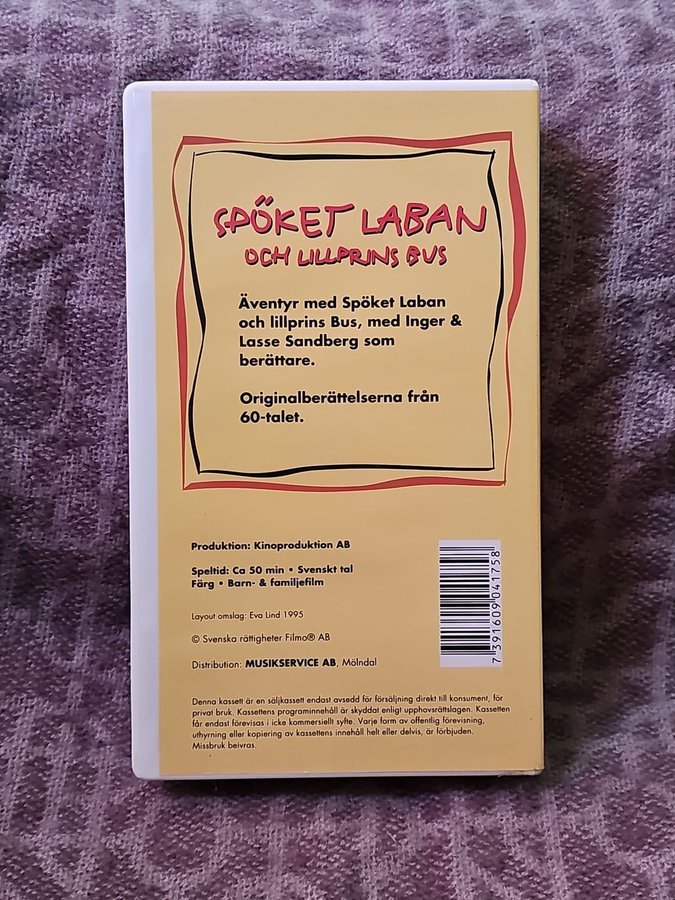 SPÖKET LABAN
OCH LILLPRINS BUS
Äventyr med Spöket Laban
och lillprins Bus, med Inger &
Lasse Sandberg som
berättare.
Originalberättelserna från
60-talet.
Produktion: Kinoproduktion AB
Speltid: Ca 50 min • Svenskt tal
Färg • Barn- & familjefilm
Layout omslag: Eva Lind 1995
© Svenska rättigheter Filmo® AB
Distribution: MUSIKSERVICE AB, Mölndal
7391609041758
Denna kassett är en säljkassett endast avsedd för försäljning direkt till konsument, för
privat bruk. Kassettens programinnehåll är skyddat enligt upphovsrättslagen. Kassetten
får endast förevisas i icke kommersiellt syfte. Varje form av offentlig förevisning,
uthyrning eller kopiering av kassettens innehåll helt eller delvis, är förbjuden.
Missbruk beivras.